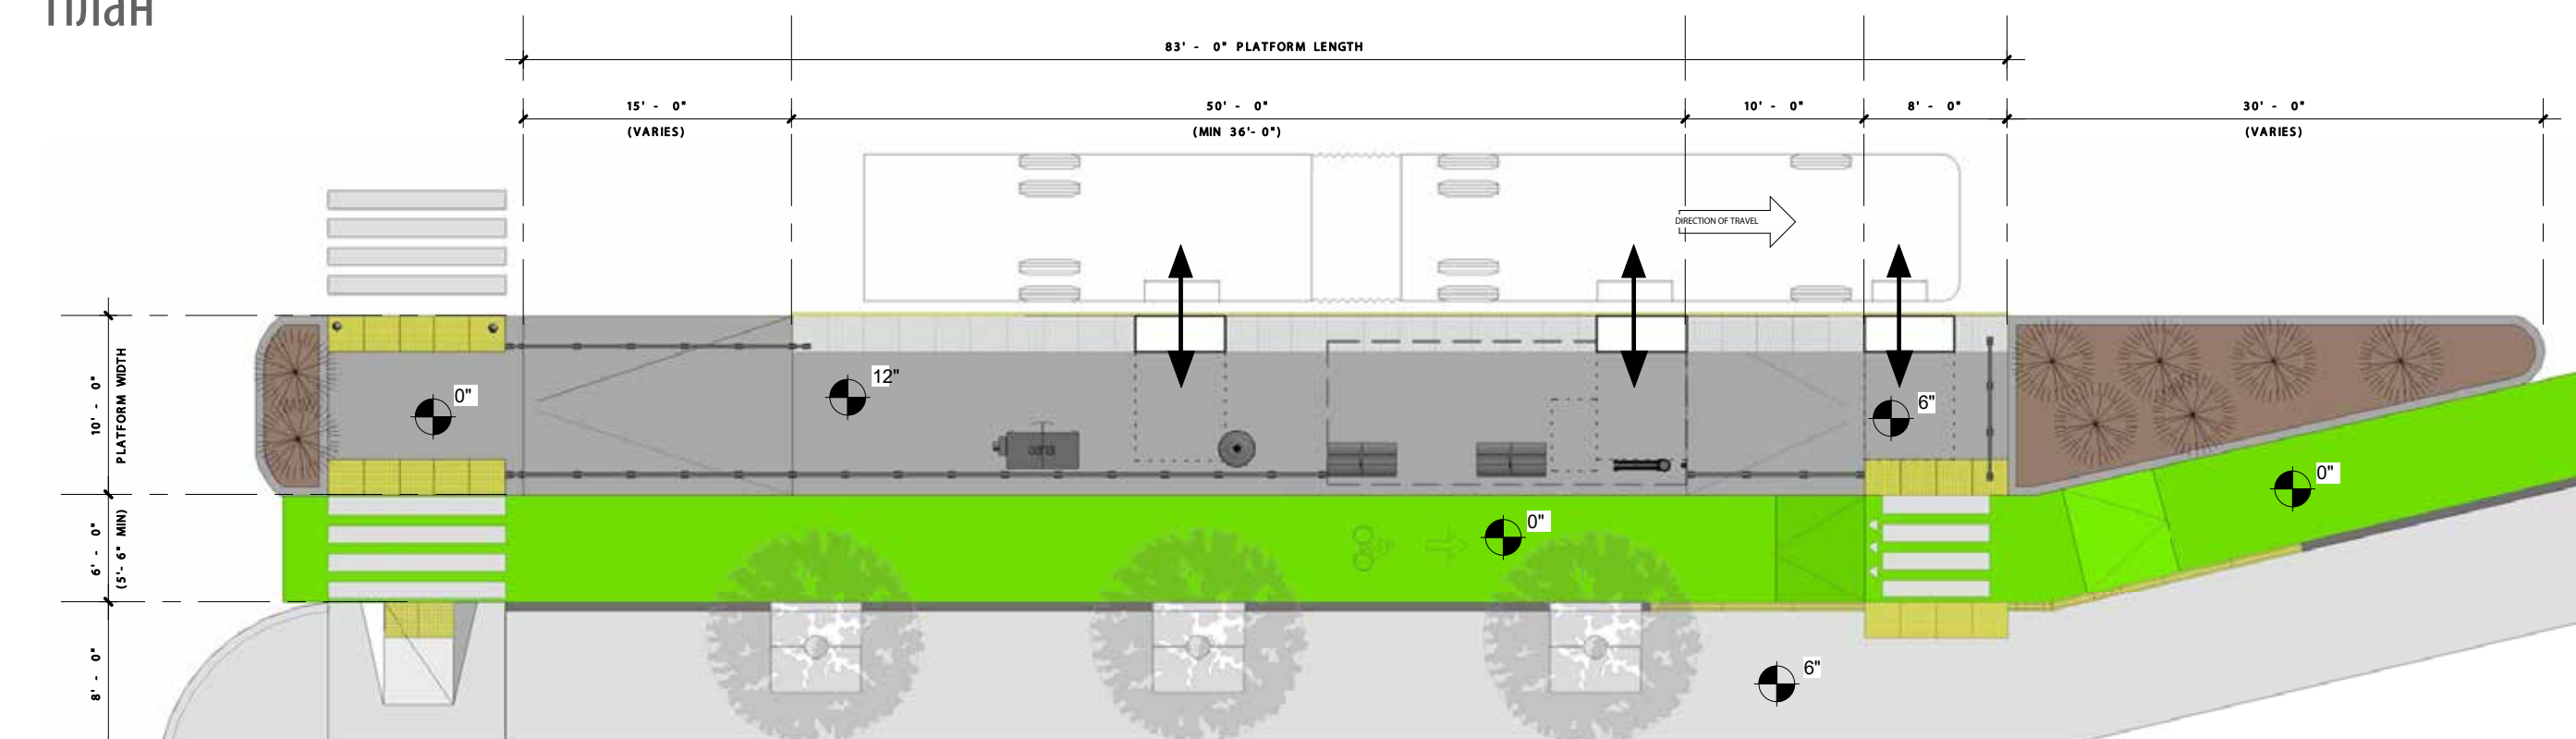 План
83' - 0" PLATFORM LENGTH
15' - 0"
(VARIES)
50' - 0"
(MIN 36'- 0")
10' - 0"
8' - 0"
30' - 0"
(VARIES)
DIRECTION OF TRAVEL
10' - 0"
PLATFORM WIDTH
6' - 0"
(5'- 6" MIN)
8' - 0"
0"
12"
6"
0"
0"
6"